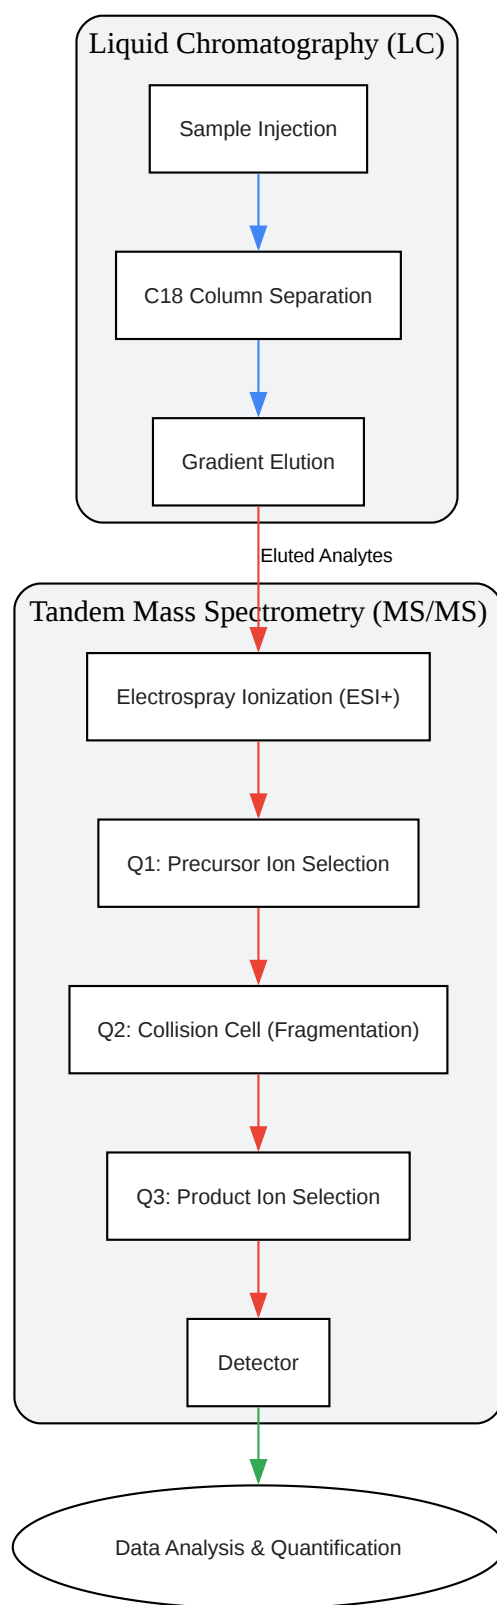 Liquid Chromatography (LC)
Sample Injection
C18 Column Separation
Gradient Elution
Eluted Analytes
Tandem Mass Spectrometry (MS/MS)
Electrospray Ionization (ESI+)
Q1: Precursor Ion Selection
Q2: Collision Cell (Fragmentation)
Q3: Product Ion Selection
Detector
Data Analysis & Quantification